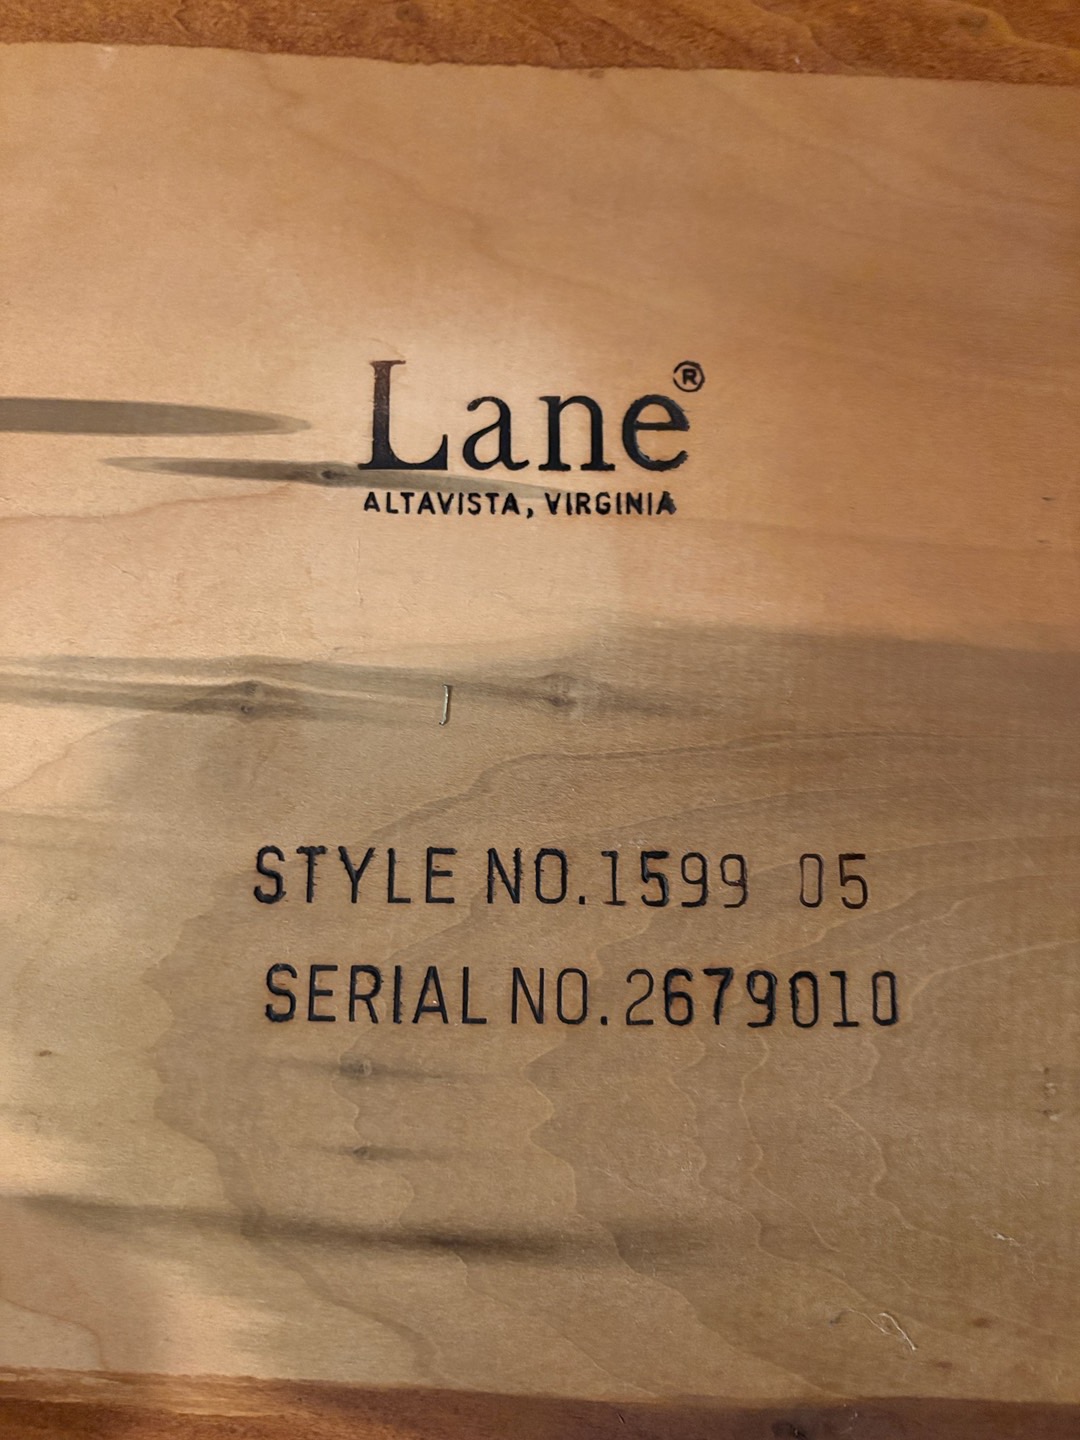 Lane®
ALTAVISTA, VIRGINIA
STYLE NO. 1599 05
SERIAL NO. 2679010